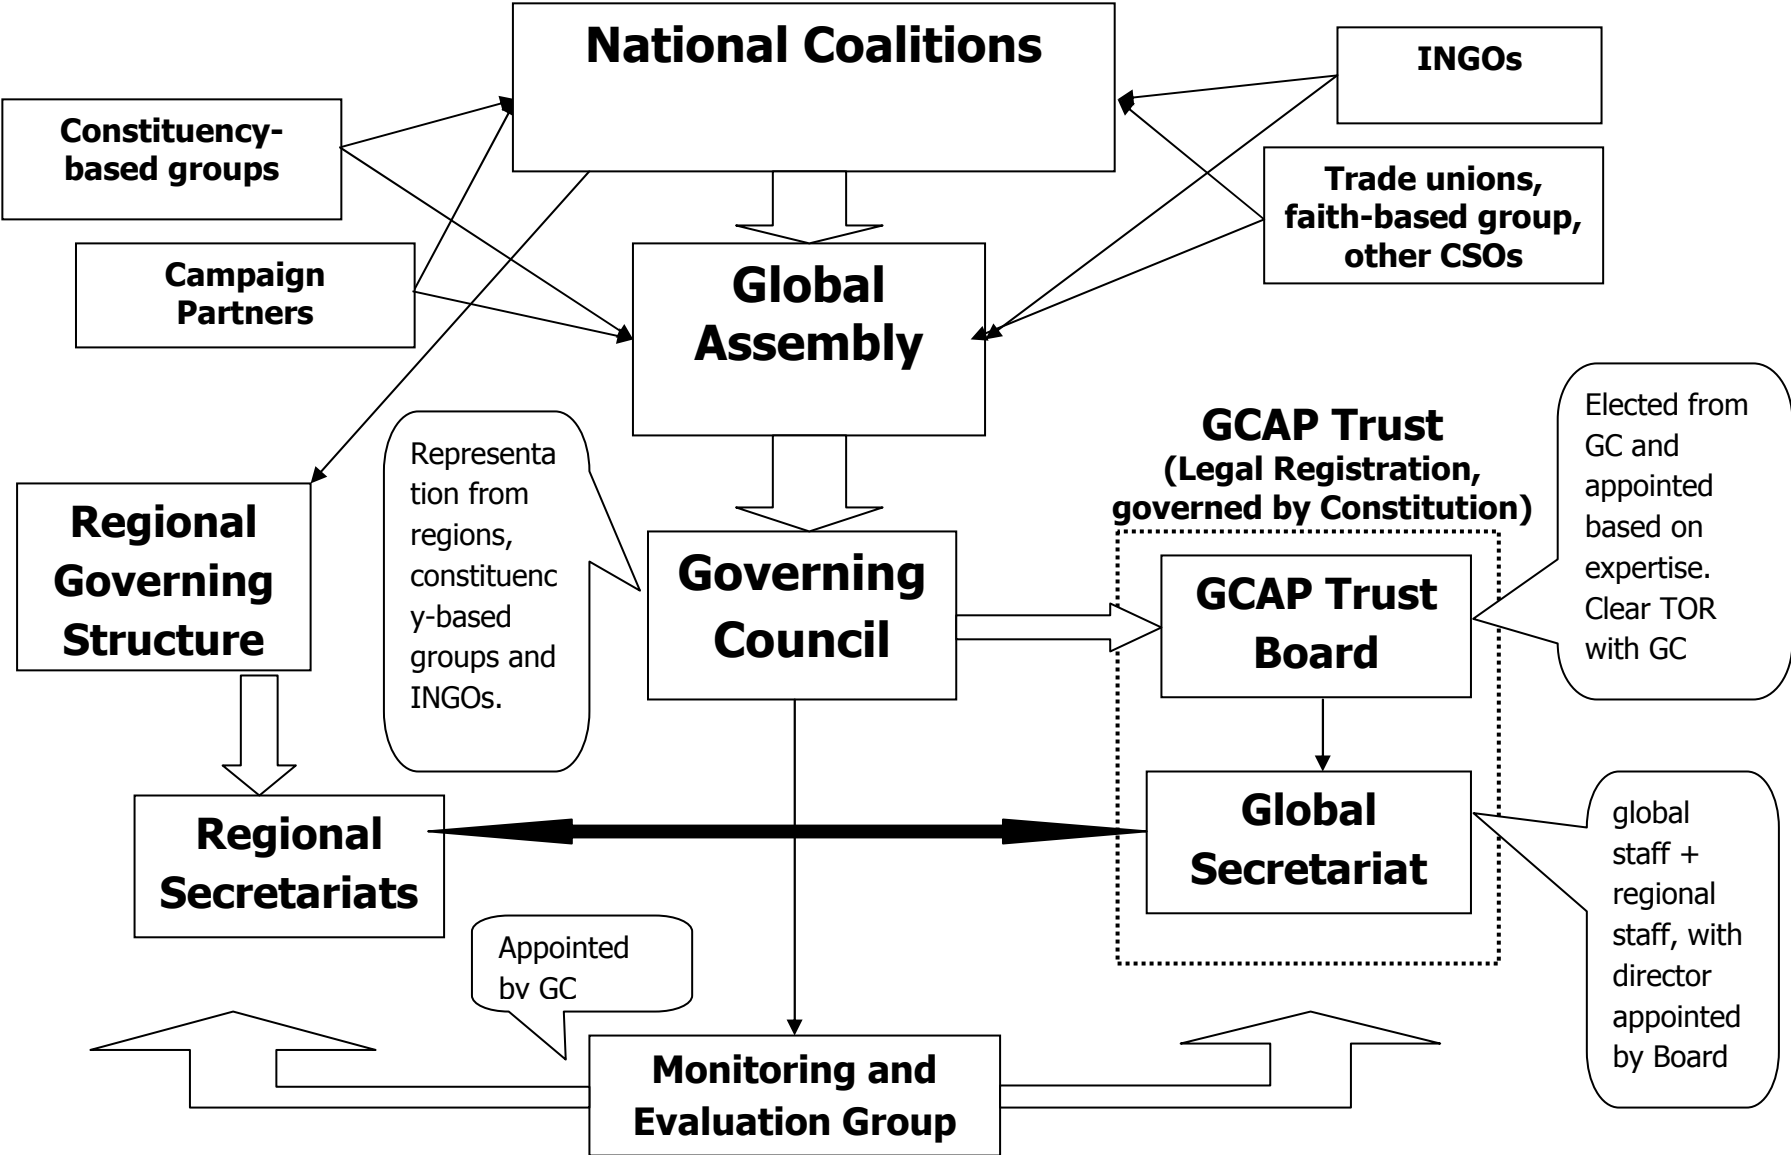 National Coalitions
INGOs
Constituency-
based groups
Trade unions,
faith-based group,
other CSOs
Campaign
Partners
Global
Assembly
Elected from
GC and
appointed
based on
expertise.
Clear TOR
with GC
GCAP Trust
(Legal Registration,
governed by Constitution)
Representa
tion from
regions,
constituenc
y-based
groups and
INGOs.
Regional
Governing
Structure
Governing
Council
GCAP Trust
Board
Regional
Secretariats
Global
Secretariat
global
staff +
regional
staff, with
director
appointed
by Board
Appointed
by GC
Monitoring and
Evaluation Group